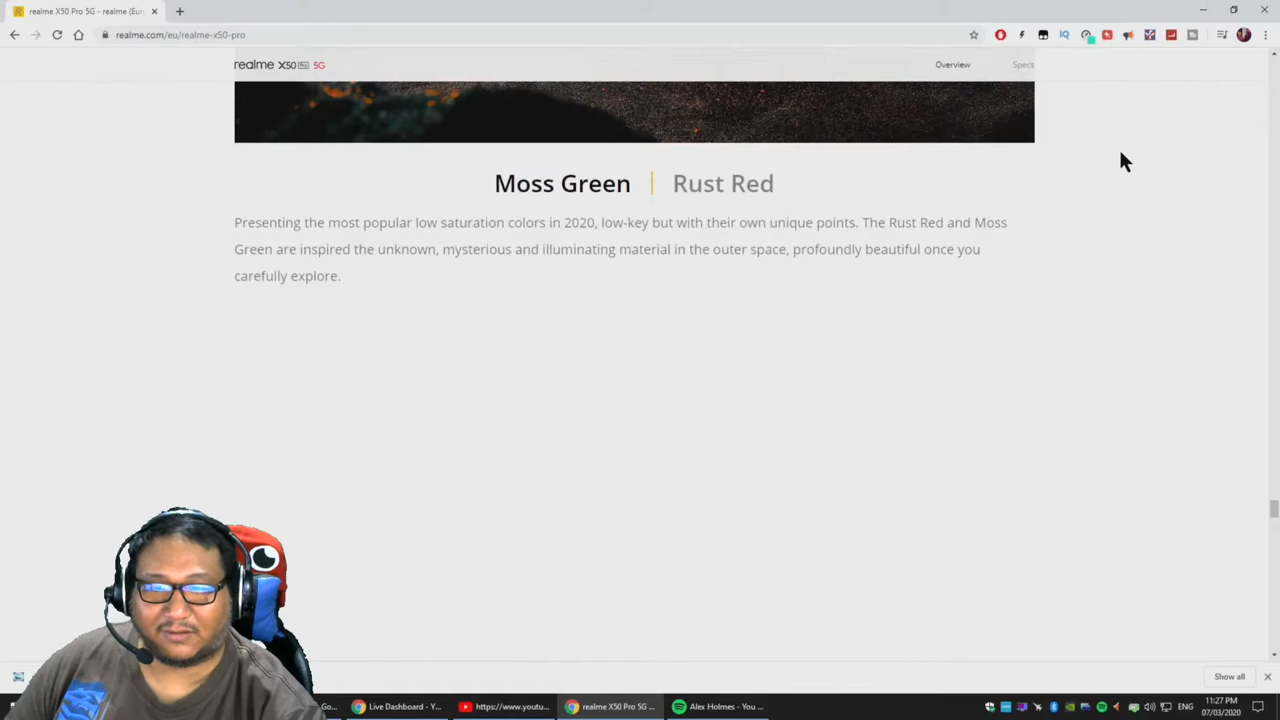 realme X50 Pro 5G - realme (Eur
realme.com/eu/realme-x50-pro
realme X50 Pro 5G
Overview
Specs
Moss Green | Rust Red
Presenting the most popular low saturation colors in 2020, low-key but with their own unique points. The Rust Red and Moss
Green are inspired the unknown, mysterious and illuminating material in the outer space, profoundly beautiful once you
carefully explore.
Show all
Go...
Live Dashboard - Y...
https://www.youtu...
realme X50 Pro 5G ...
Alex Holmes - You ...
ENG
11:27 PM
07/03/2020